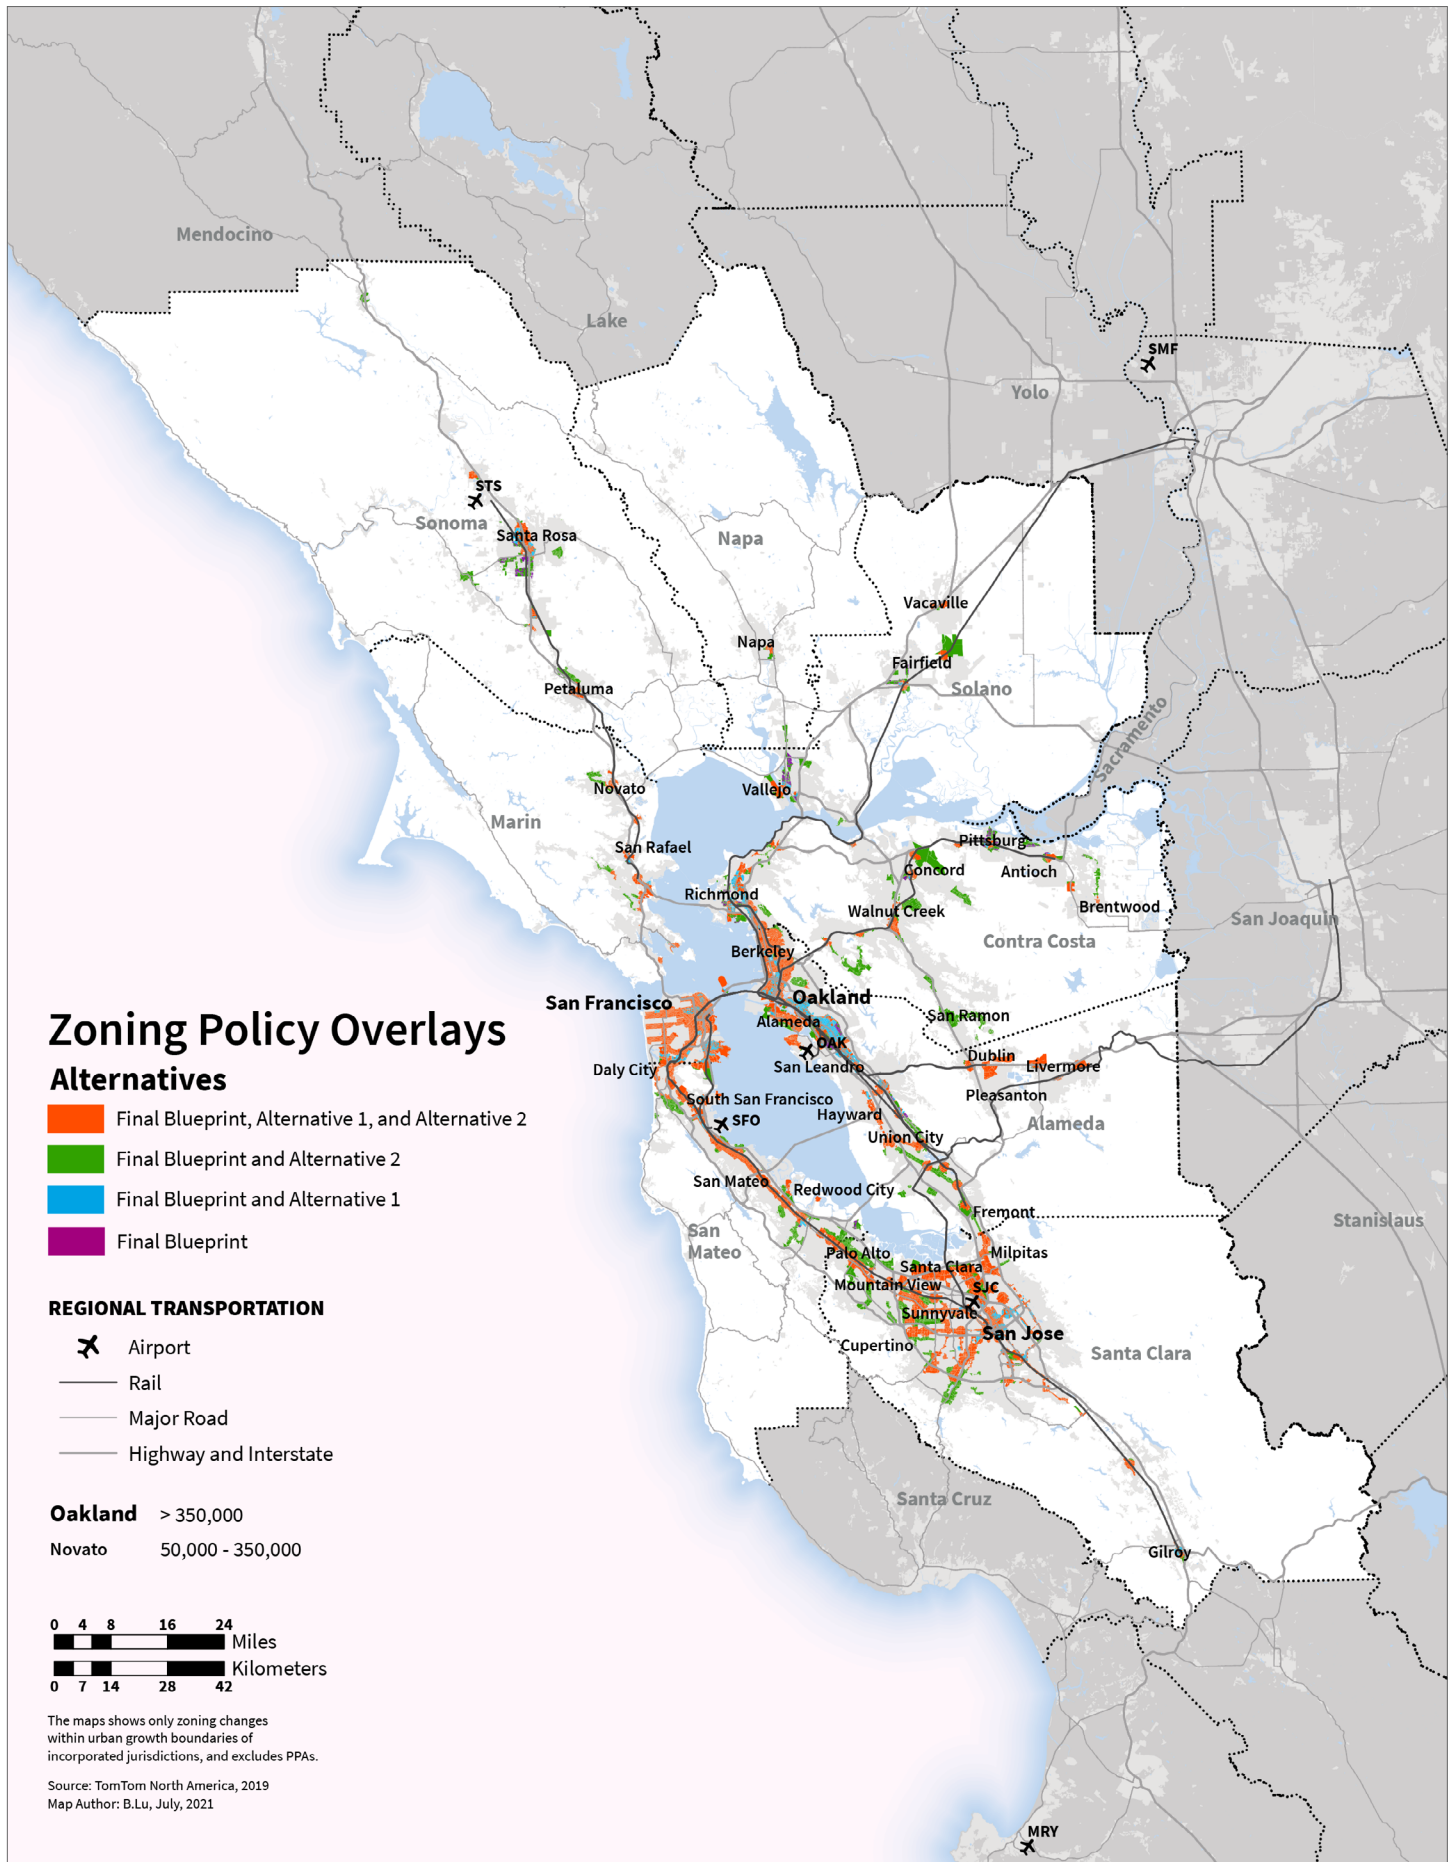 Mendocino
Lake
SMF
Yolo
STS
Sonoma
Santa Rosa
Napa
Vacaville
Napa
Fairfield
Solano
Petaluma
Sacramento
Novato
Vallejo
Marin
San Rafael
Pittsburg
Concord
Antioch
Richmond
Walnut Creek
Brentwood
San Joaquin
Contra Costa
Berkeley
San Francisco
Oakland
Alameda
San Ramon
OAK
Daly City
San Leandro
Dublin
Livermore
Pleasanton
South San Francisco
SFO
Hayward
Alameda
Union City
San Mateo
Redwood City
Fremont
Stanislaus
San
Mateo
Palo Alto
Milpitas
Santa Clara
Mountain View
SJC
Sunnyvale
San Jose
Cupertino
Santa Clara
Santa Cruz
Gilroy
MRY
Zoning Policy Overlays
Alternatives
Final Blueprint, Alternative 1, and Alternative 2
Final Blueprint and Alternative 2
Final Blueprint and Alternative 1
Final Blueprint
REGIONAL TRANSPORTATION
Airport
Rail
Major Road
Highway and Interstate
Oakland > 350,000
Novato 50,000 - 350,000
0 4 8 16 24
Miles
Kilometers
0 7 14 28 42
The maps shows only zoning changes
within urban growth boundaries of
incorporated jurisdictions, and excludes PPAs.
Source: TomTom North America, 2019
Map Author: B.Lu, July, 2021